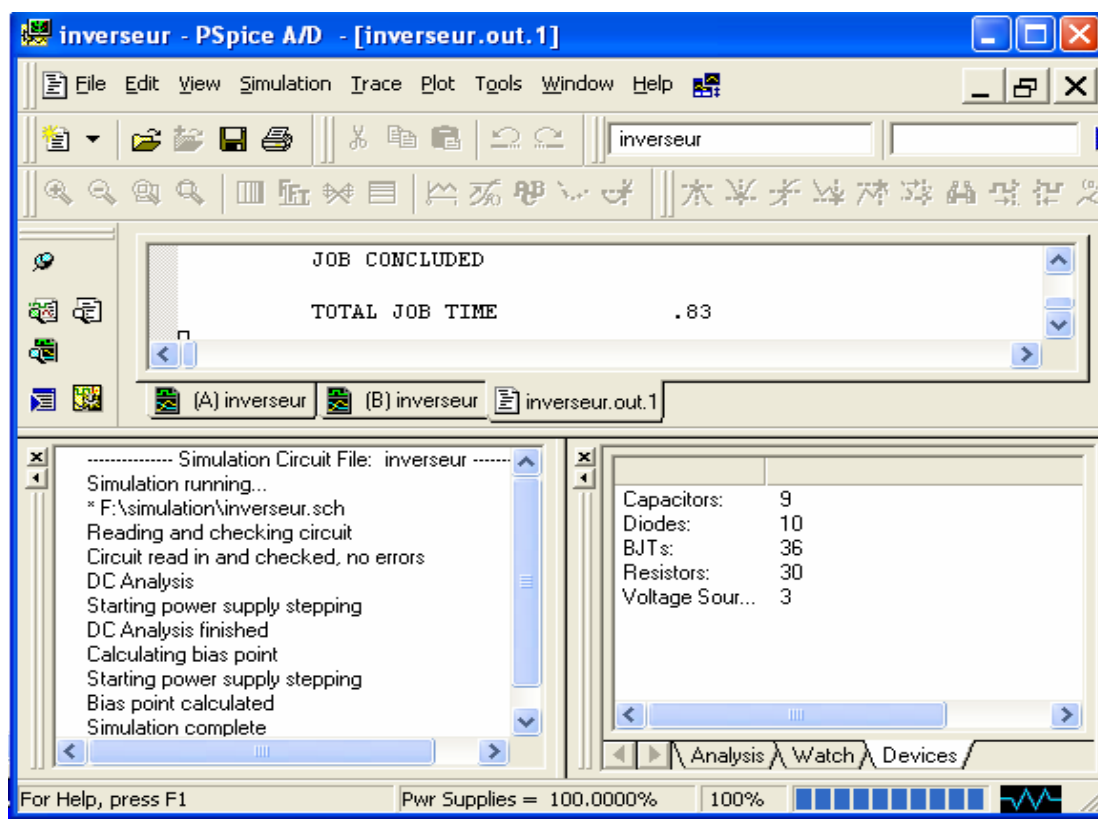 inverseur - PSpice A/D - [inverseur.out.1]
File Edit View Simulation Trace Plot Tools Window Help
inverseur
JOB CONCLUDED
TOTAL JOB TIME .83
(A) inverseur (B) inverseur inverseur.out.1
-------------- Simulation Circuit File: inverseur -------
Simulation running...
* F:\simulation\inverseur.sch
Reading and checking circuit
Circuit read in and checked, no errors
DC Analysis
Starting power supply stepping
DC Analysis finished
Calculating bias point
Starting power supply stepping
Bias point calculated
Simulation complete
Capacitors: 9
Diodes: 10
BJTs: 36
Resistors: 30
Voltage Sour... 3
Analysis Watch Devices
For Help, press F1 Pwr Supplies = 100.0000% 100%